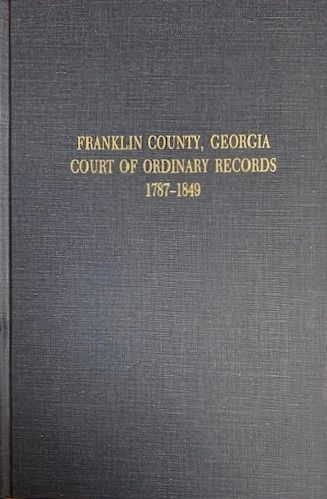 FRANKLIN COUNTY, GEORGIA
COURT OF ORDINARY RECORDS
1787-1849